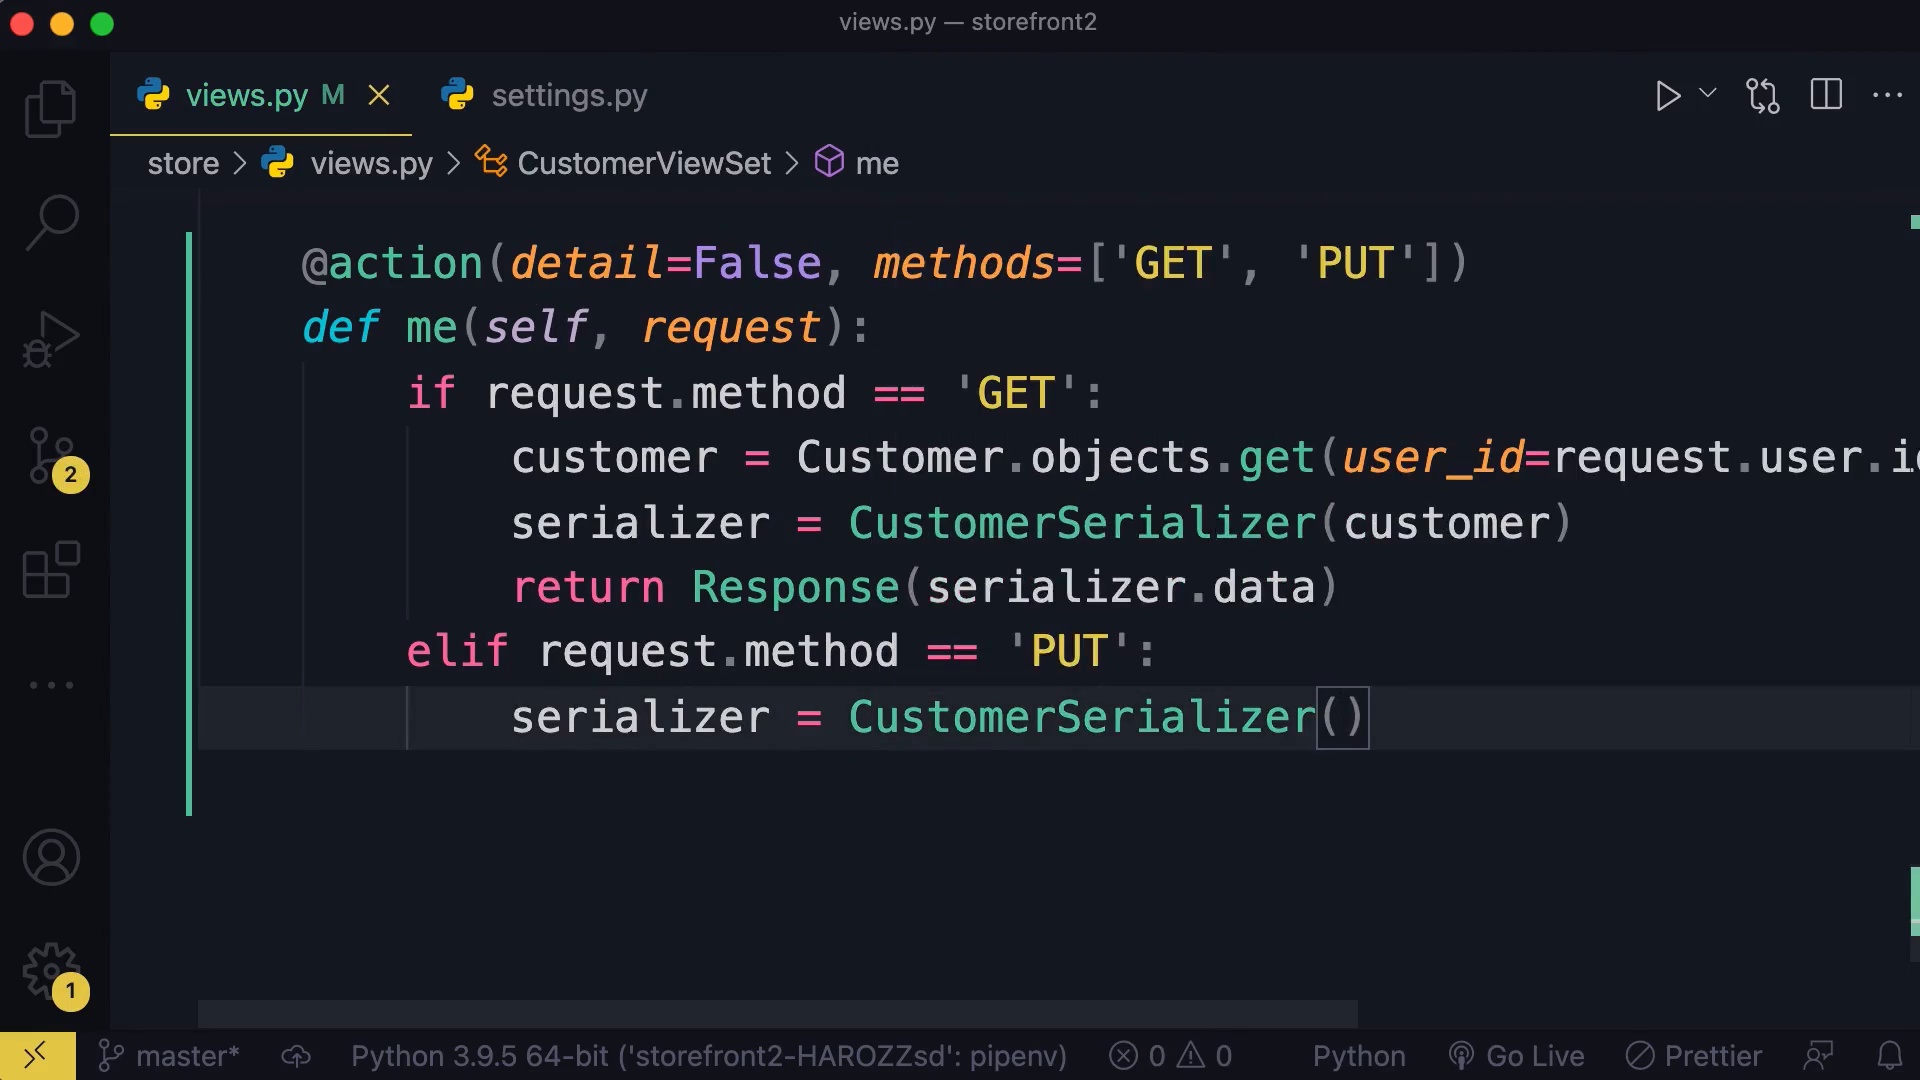 views.py — storefront2
views.py M settings.py
store > views.py > CustomerViewSet > me
@action(detail=False, methods=['GET', 'PUT'])
def me(self, request):
if request.method == 'GET':
customer = Customer.objects.get(user_id=request.user.i
serializer = CustomerSerializer(customer)
return Response(serializer.data)
elif request.method == 'PUT':
serializer = CustomerSerializer()
2
1
master* Python 3.9.5 64-bit ('storefront2-HAROZZsd': pipenv) 0 0 Python Go Live Prettier